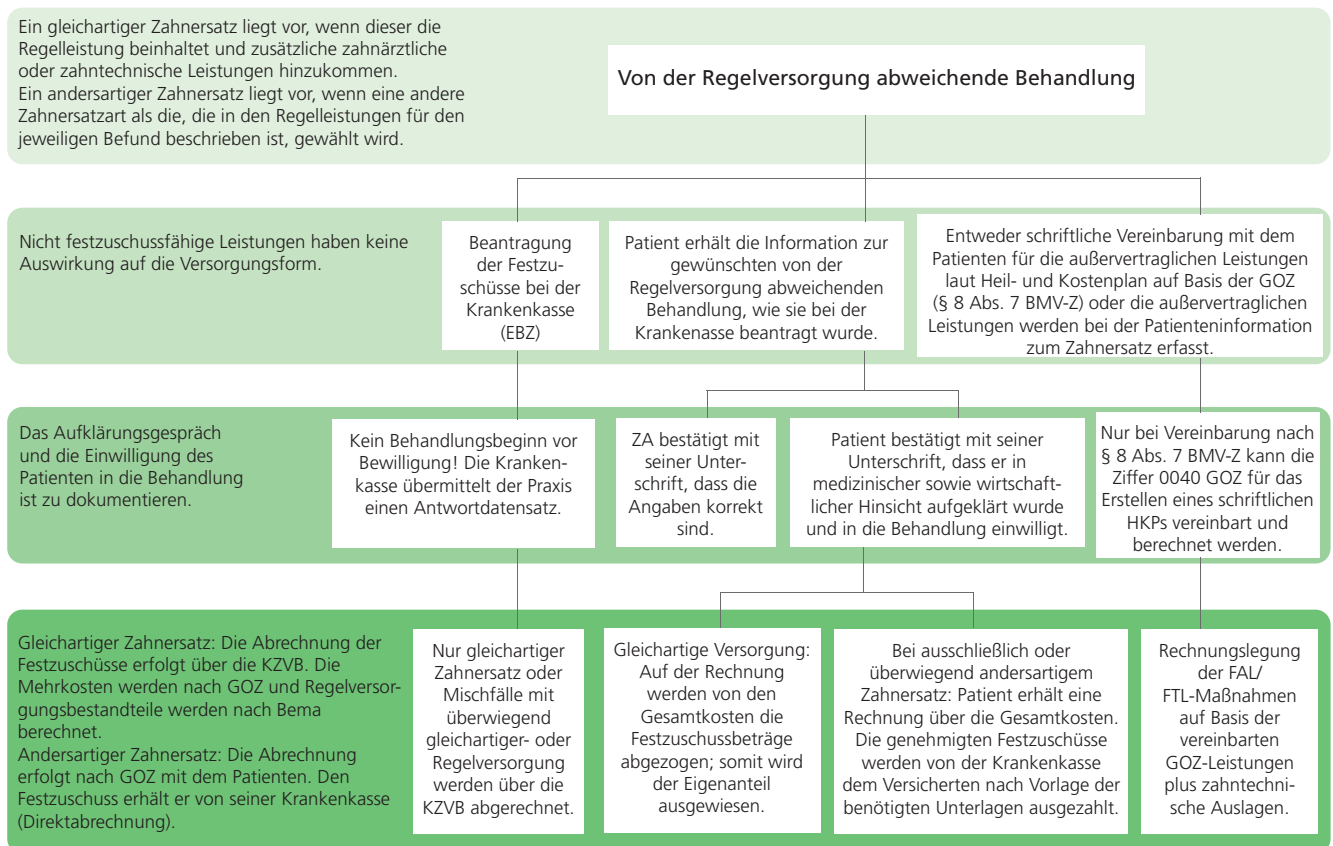 Ein gleichartiger Zahnersatz liegt vor, wenn dieser die
Regelleistung beinhaltet und zusätzliche zahnärztliche
oder zahntechnische Leistungen hinzukommen.
Ein andersartiger Zahnersatz liegt vor, wenn eine andere
Zahnersatzart als die, die in den Regelleistungen für den
jeweiligen Befund beschrieben ist, gewählt wird.
Von der Regelversorgung abweichende Behandlung
Nicht festzuschussfähige Leistungen haben keine
Auswirkung auf die Versorgungsform.
Beantragung
der Festzu-
schüsse bei der
Krankenkasse
(EBZ)
Patient erhält die Information zur
gewünschten von der
Regelversorgung abweichenden
Behandlung, wie sie bei der
Krankenasse beantragt wurde.
Entweder schriftliche Vereinbarung mit dem
Patienten für die außervertraglichen Leistungen
laut Heil- und Kostenplan auf Basis der GOZ
(§ 8 Abs. 7 BMV-Z) oder die außervertraglichen
Leistungen werden bei der Patienteninformation
zum Zahnersatz erfasst.
Das Aufklärungsgespräch
und die Einwilligung des
Patienten in die Behandlung
ist zu dokumentieren.
Kein Behandlungsbeginn vor
Bewilligung! Die Kranken-
kasse übermittelt der Praxis
einen Antwortdatensatz.
ZA bestätigt mit
seiner Unter-
schrift, dass die
Angaben korrekt
sind.
Patient bestätigt mit seiner
Unterschrift, dass er in
medizinischer sowie wirtschaft-
licher Hinsicht aufgeklärt wurde
und in die Behandlung einwilligt.
Nur bei Vereinbarung nach
§ 8 Abs. 7 BMV-Z kann die
Ziffer 0040 GOZ für das
Erstellen eines schriftlichen
HKPs vereinbart und
berechnet werden.
Gleichartiger Zahnersatz: Die Abrechnung der
Festzuschüsse erfolgt über die KZVB. Die
Mehrkosten werden nach GOZ und Regelversor-
gungsbestandteile werden nach Bema
berechnet.
Andersartiger Zahnersatz: Die Abrechnung
erfolgt nach GOZ mit dem Patienten. Den
Festzuschuss erhält er von seiner Krankenkasse
(Direktabrechnung).
Nur gleichartiger
Zahnersatz oder
Mischfälle mit
überwiegend
gleichartiger- oder
Regelversorgung
werden über die
KZVB abgerechnet.
Gleichartige Versorgung:
Auf der Rechnung
werden von den
Gesamtkosten die
Festzuschussbeträge
abgezogen; somit wird
der Eigenanteil
ausgewiesen.
Bei ausschließlich oder
überwiegend andersartigem
Zahnersatz: Patient erhält eine
Rechnung über die Gesamtkosten.
Die genehmigten Festzuschüsse
werden von der Krankenkasse
dem Versicherten nach Vorlage der
benötigten Unterlagen ausgezahlt.
Rechnungslegung
der FAL/
FTL-Maßnahmen
auf Basis der
vereinbarten
GOZ-Leistungen
plus zahntechni-
sche Auslagen.